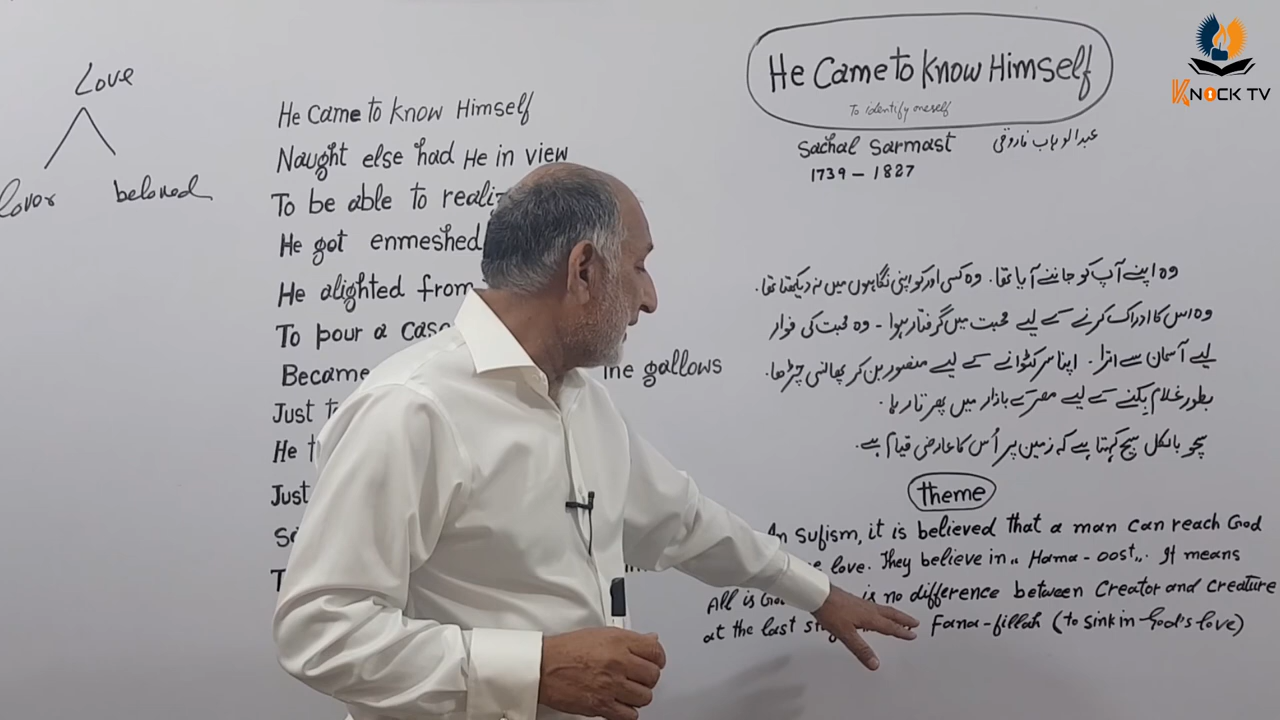 Love
lover
beloved
He Came to Know Himself
Naught else had He in view
To be able to
He got enmeshed
He alighted from
To pour a
Became gallows
Just
He
Just
He Came to Know Himself
To identify oneself
Sachal Sarmast عبدالوہاب فاروقی
1739 – 1827
وہ اپنے آپ کو جاننے آیا تھا۔ وہ کسی اور کو اپنی نگاہوں میں نہ دیکھتا تھا۔
وہ اس کا ادراک کرنے کے لیے محبت میں گرفتار ہوا - وہ محبت کی فوار
لیے آسمان سے اترا۔ اپنا سر کٹوانے کے لیے منصور بن کر پھانسی چڑھا۔
بطور غلام بکنے کے لیے مصر کے بازار میں پھرتا رہا۔
سچو بالکل سچ کہتا ہے کہ زمین پر اُس کا عارضی قیام ہے۔
theme
In Sufism, it is believed that a man can reach God
love. They believe in ,, Hama-oost,,. It means
All is is no difference between Creator and Creature
at the last Fana-fillah (to sink in God's love)
KNOCK TV